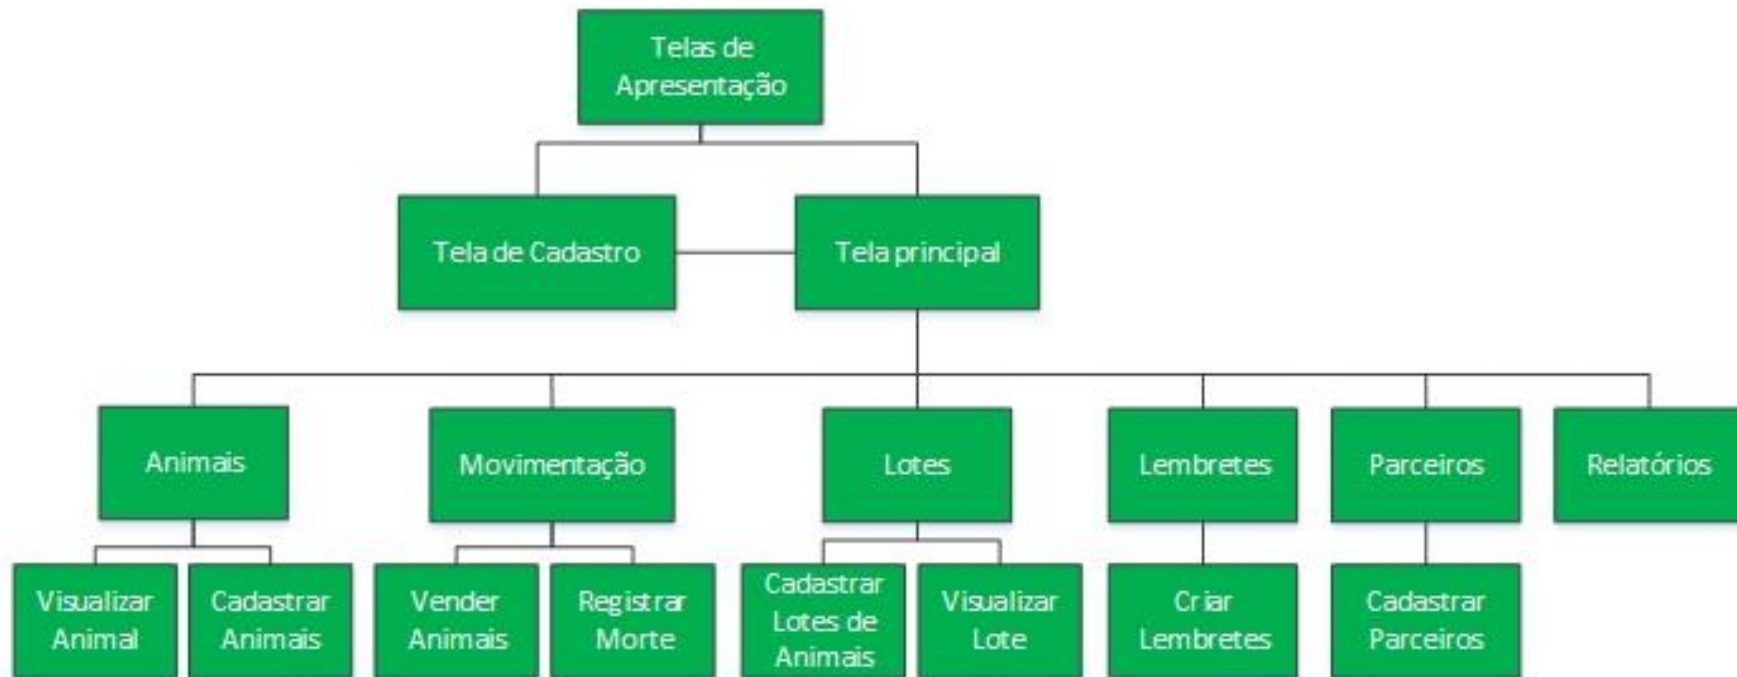 Telas de
Apresentação
Tela de Cadastro
Tela principal
Animais
Movimentação
Lotes
Lembretes
Parceiros
Relatórios
Visualizar
Animal
Cadastrar
Animais
Vender
Animais
Registrar
Morte
Cadastrar
Lotes de
Animais
Visualizar
Lote
Criar
Lembretes
Cadastrar
Parceiros